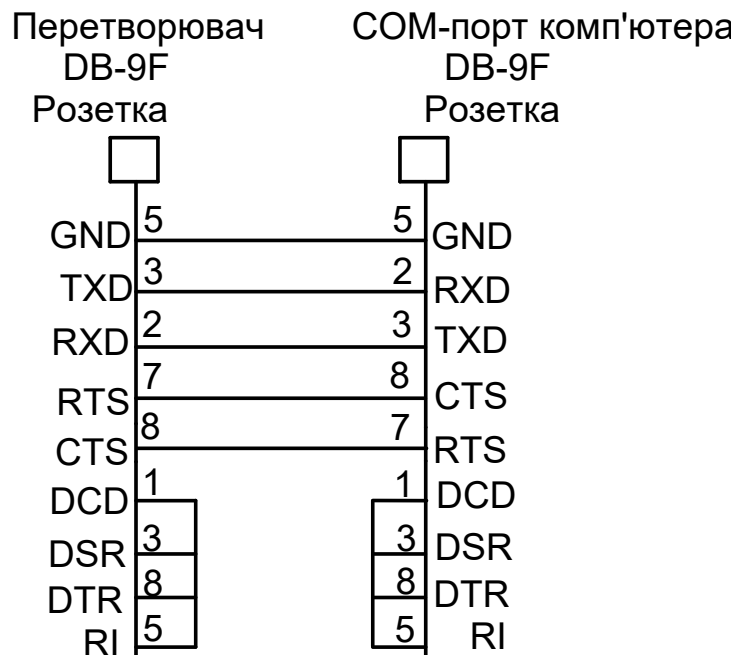 Перетворювач
DB-9F
Розетка
COM-порт комп'ютера
DB-9F
Розетка
GND 5 5 GND
TXD 3 2 RXD
RXD 2 3 TXD
RTS 7 8 CTS
CTS 8 7 RTS
DCD 1 1 DCD
DSR 3 3 DSR
DTR 8 8 DTR
RI 5 5 RI